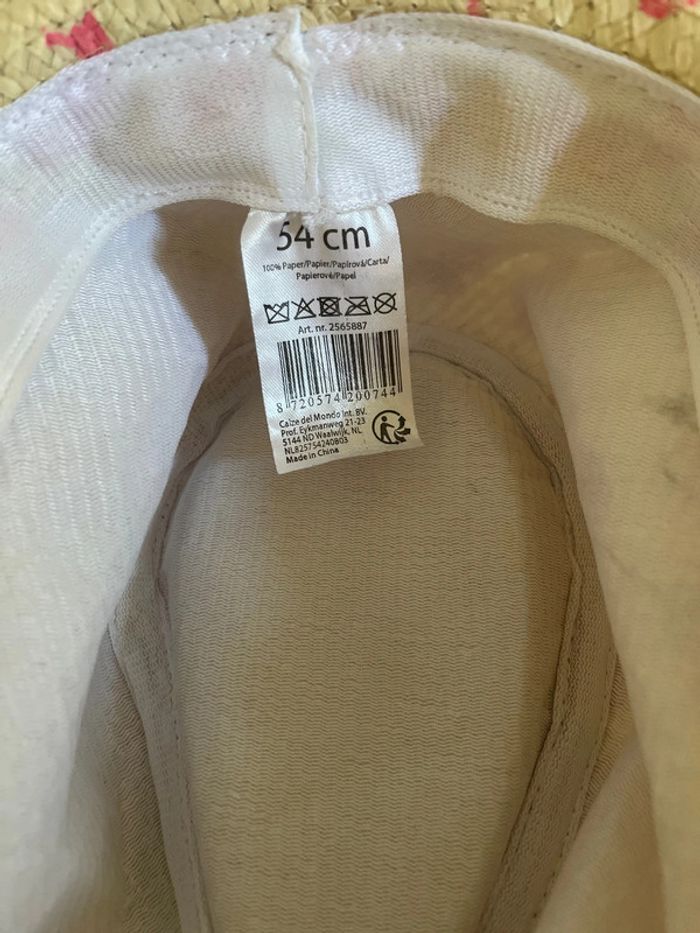 54 cm
100% Paper/Papier/Papírová/Carta/
Papierové/Papel
Art. nr. 2565887
8 720574 200744
Caize del Mondo Int. BV.
Prof. Eykmanweg 21-23
5144 ND Waalwijk, NL
NL825754240B03
Made in China